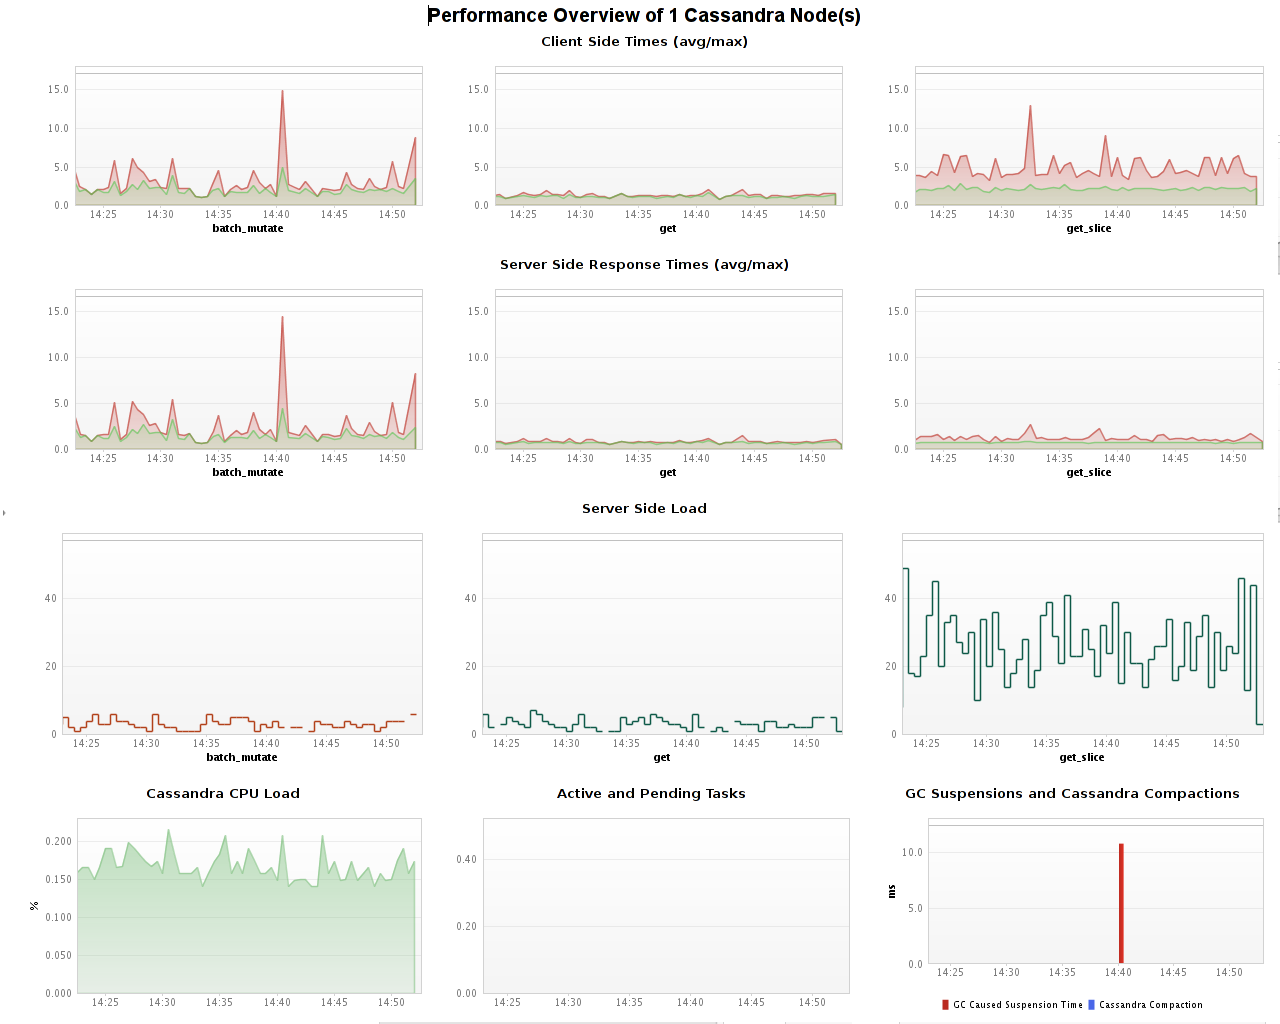 Performance Overview of 1 Cassandra Node(s)
Client Side Times (avg/max)
15.0
10.0
5.0
0.0
14:25 14:30 14:35 14:40 14:45 14:50
batch_mutate
15.0
10.0
5.0
0.0
14:25 14:30 14:35 14:40 14:45 14:50
get
15.0
10.0
5.0
0.0
14:25 14:30 14:35 14:40 14:45 14:50
get_slice
Server Side Response Times (avg/max)
15.0
10.0
5.0
0.0
14:25 14:30 14:35 14:40 14:45 14:50
batch_mutate
15.0
10.0
5.0
0.0
14:25 14:30 14:35 14:40 14:45 14:50
get
15.0
10.0
5.0
0.0
14:25 14:30 14:35 14:40 14:45 14:50
get_slice
Server Side Load
40
20
0
14:25 14:30 14:35 14:40 14:45 14:50
batch_mutate
40
20
0
14:25 14:30 14:35 14:40 14:45 14:50
get
40
20
0
14:25 14:30 14:35 14:40 14:45 14:50
get_slice
Cassandra CPU Load
%
0.200
0.150
0.100
0.050
0.000
14:25 14:30 14:35 14:40 14:45 14:50
Active and Pending Tasks
0.40
0.20
0.00
14:25 14:30 14:35 14:40 14:45 14:50
GC Suspensions and Cassandra Compactions
ms
10.0
5.0
0.0
14:25 14:30 14:35 14:40 14:45 14:50
GC Caused Suspension Time Cassandra Compaction